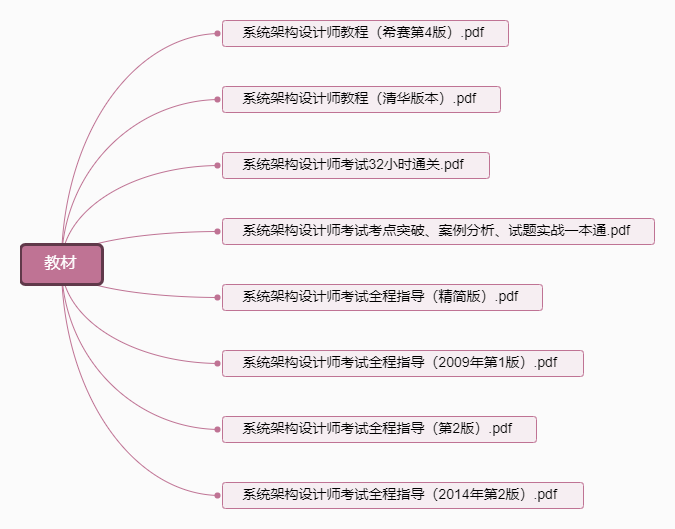 系统架构设计师教程（希赛第4版）.pdf
系统架构设计师教程（清华版本）.pdf
系统架构设计师考试32小时通关.pdf
系统架构设计师考试考点突破、案例分析、试题实战一本通.pdf
教材
系统架构设计师考试全程指导（精简版）.pdf
系统架构设计师考试全程指导（2009年第1版）.pdf
系统架构设计师考试全程指导（第2版）.pdf
系统架构设计师考试全程指导（2014年第2版）.pdf